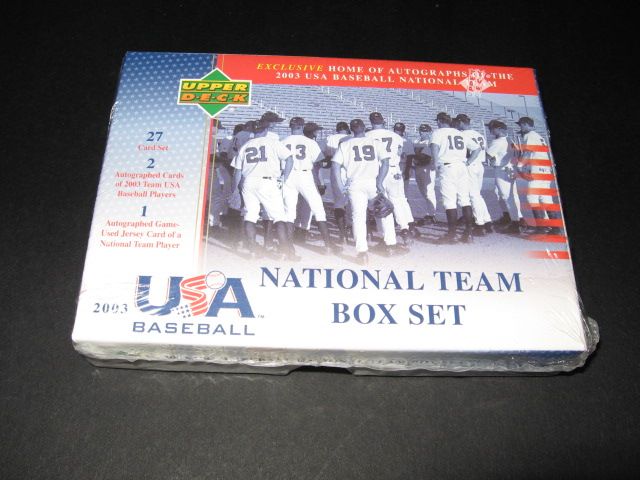 EXCLUSIVE HOME OF AUTOGRAPHS OF THE
2003 USA BASEBALL NATIONAL TEAM
UPPER
DECK
27
Card Set
2
Autographed Cards
of 2003 Team USA
Baseball Players
1
Autographed Game-
Used Jersey Card of a
National Team Player
21
13
19
7
16
2003 USA
BASEBALL
NATIONAL TEAM
BOX SET